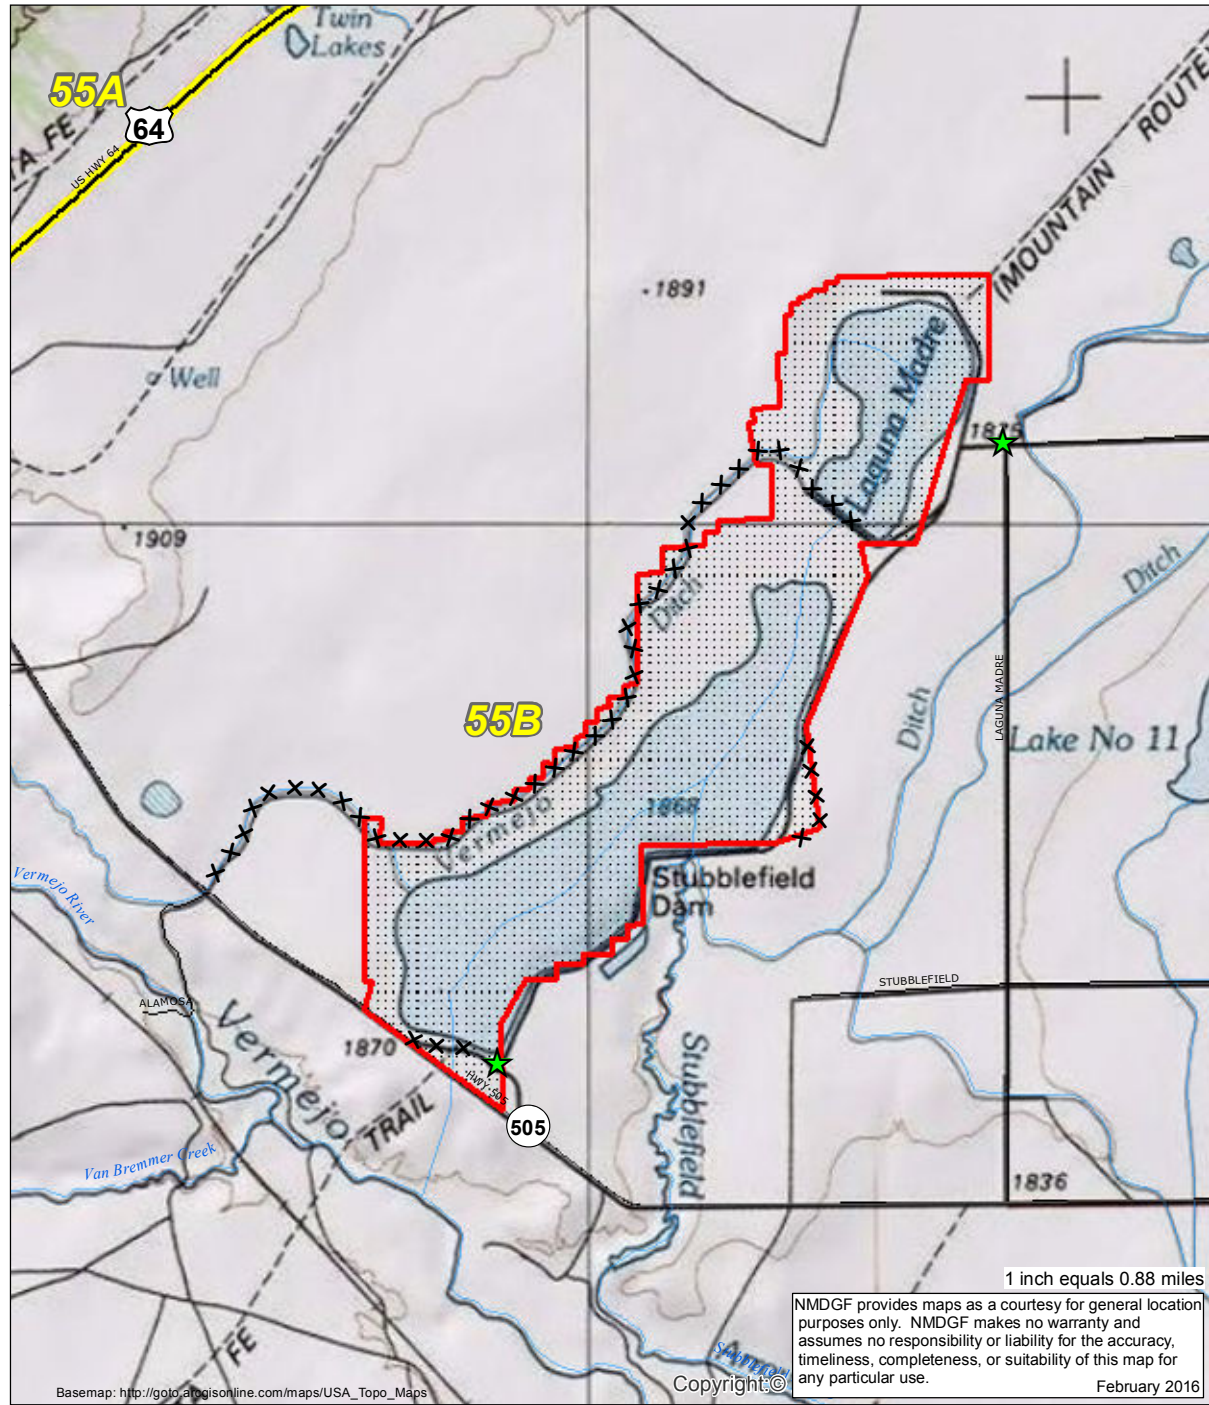 Twin
Lakes
55A
64
TA FE
US HWY 64
ROUTE
(MOUNTAIN
1891
Well
Laguna Madre
1875
1909
Ditch
Ditch
Ditch
LAGUNA MADRE
55B
Lake No 11
1868
Vermejo
Stubblefield
Dam
Vermejo River
STUBBLEFIELD
ALAMOSA
Vermejo
1870
TRAIL
HWY 505
505
Stubblefield
Van Bremmer Creek
1836
FE
Stubblefield
1 inch equals 0.88 miles
NMDGF provides maps as a courtesy for general location
purposes only. NMDGF makes no warranty and
assumes no responsibility or liability for the accuracy,
timeliness, completeness, or suitability of this map for
any particular use.
February 2016
Basemap: http://goto.arcgisonline.com/maps/USA_Topo_Maps
Copyright:©